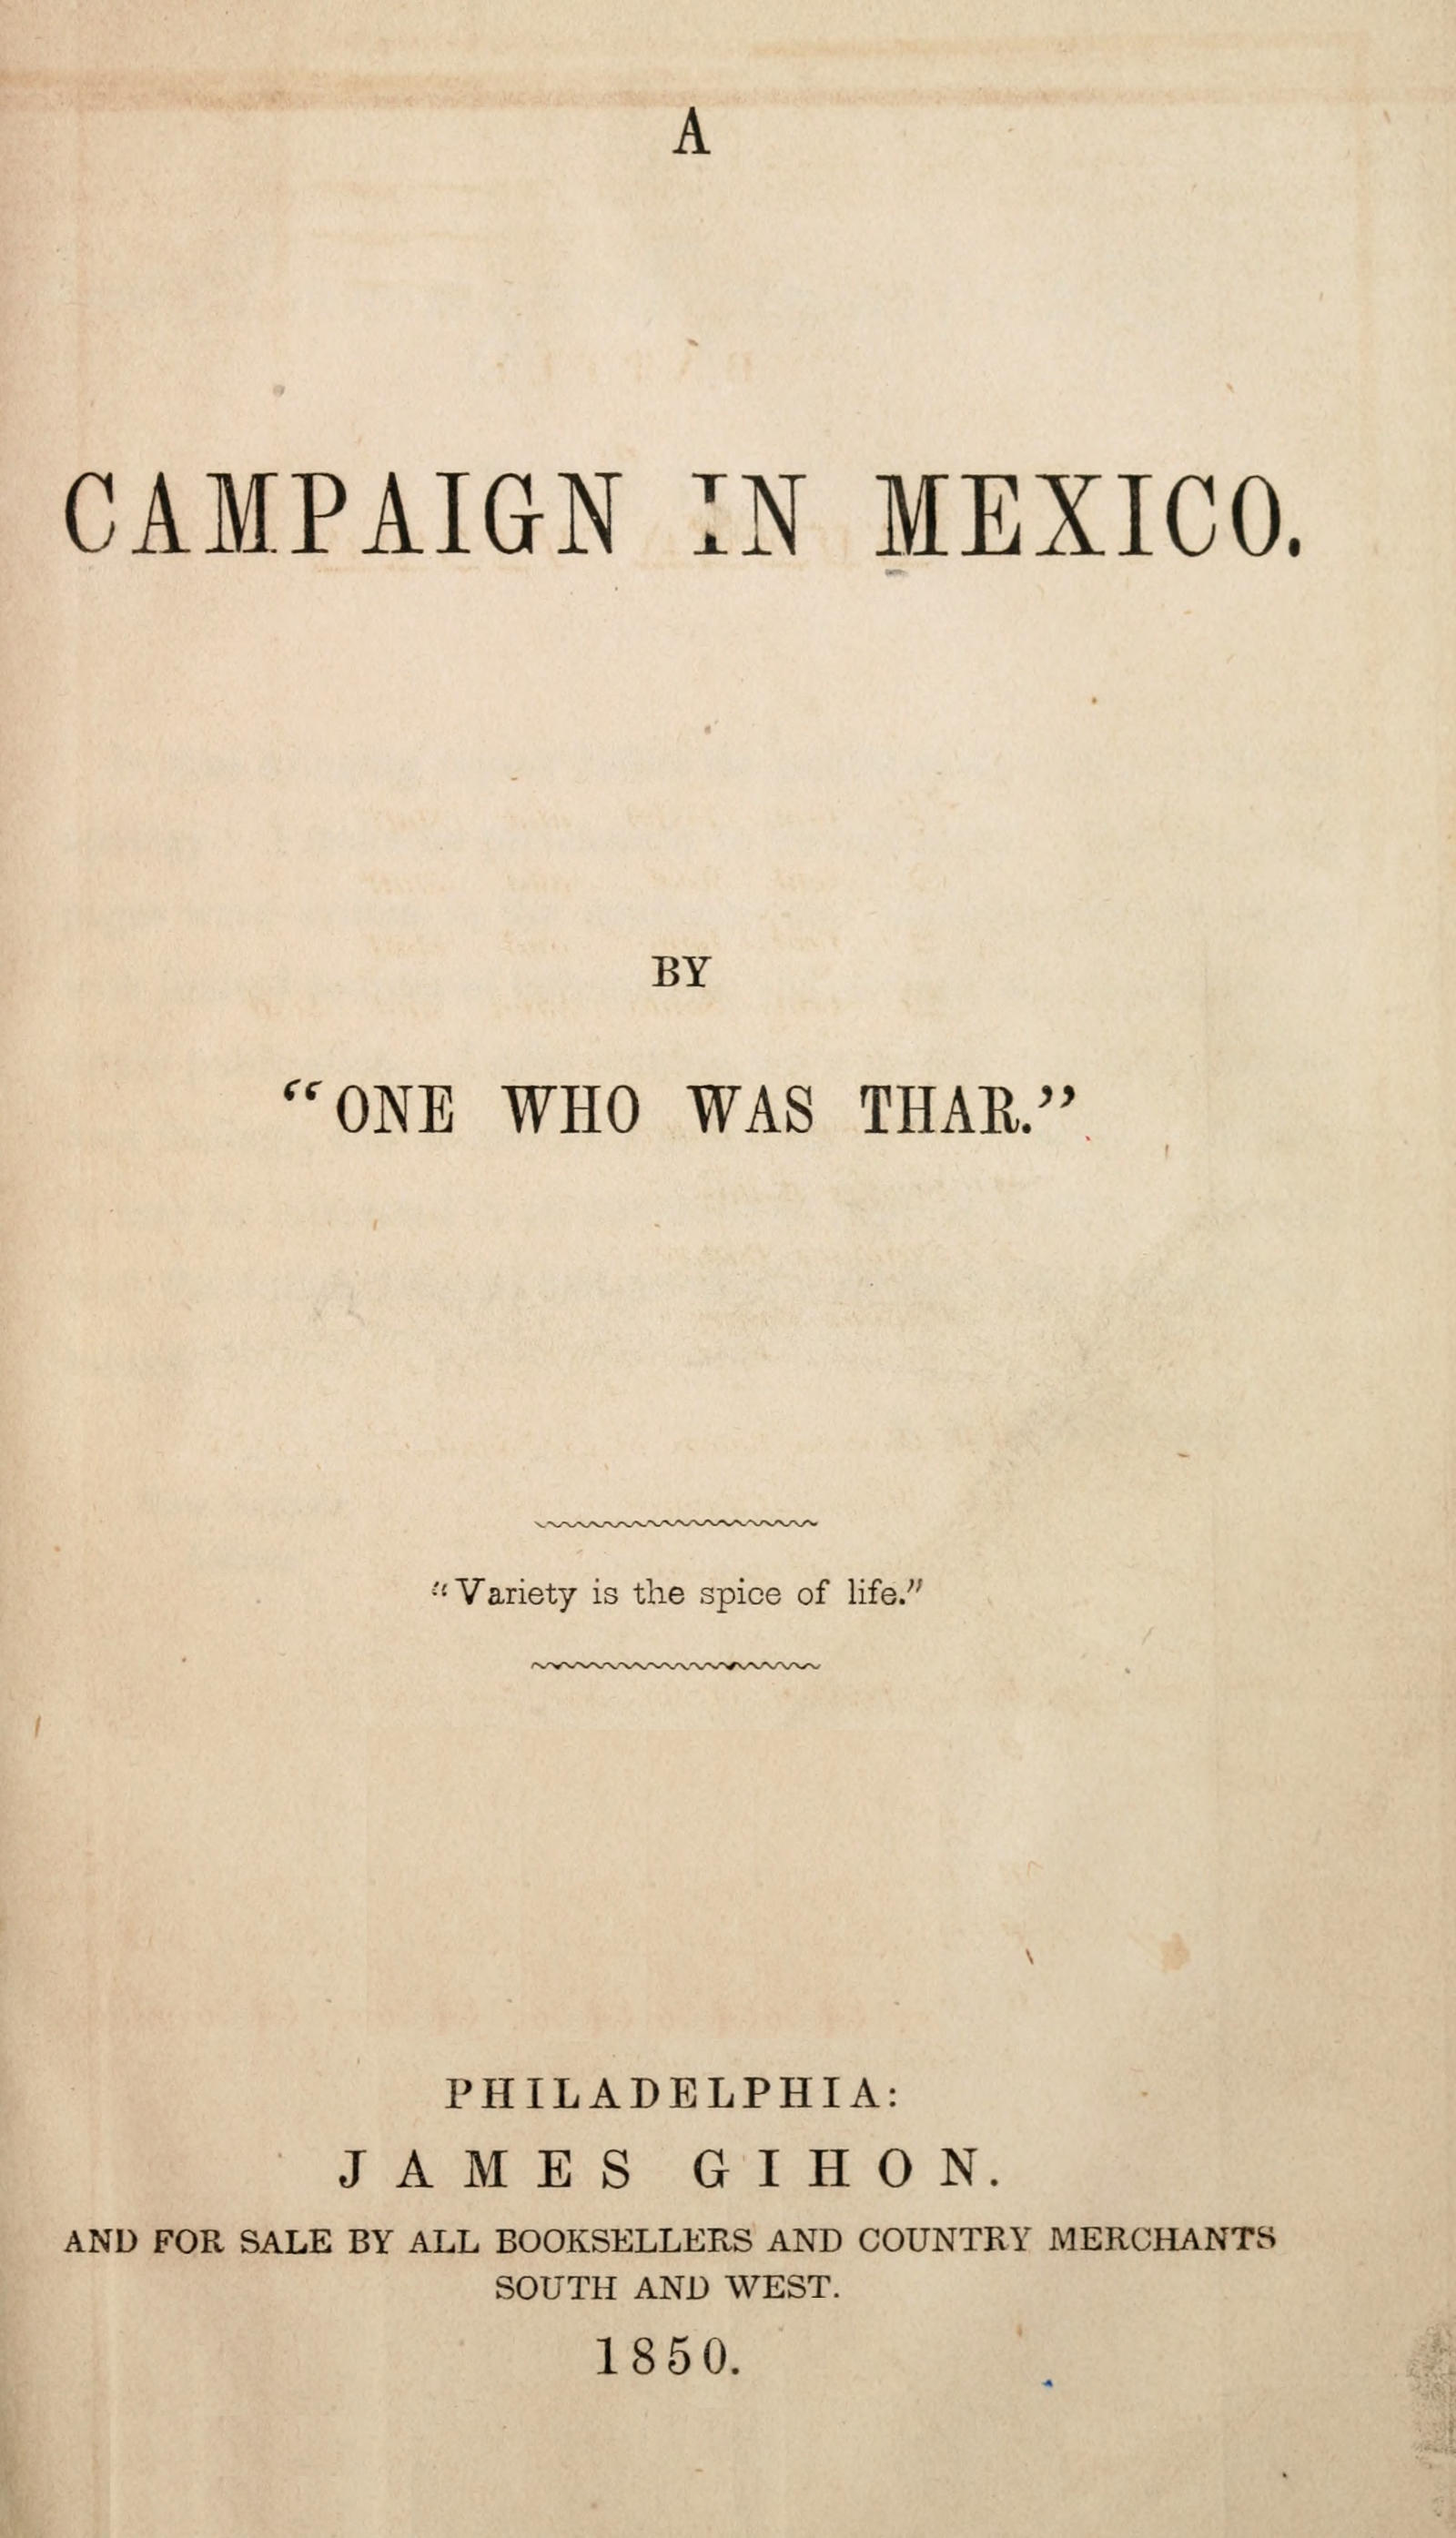 A
CAMPAIGN IN MEXICO.
BY
"ONE WHO WAS THAR."
"Variety is the spice of life."
PHILADELPHIA:
JAMES GIHON.
AND FOR SALE BY ALL BOOKSELLERS AND COUNTRY MERCHANTS
SOUTH AND WEST.
1850.